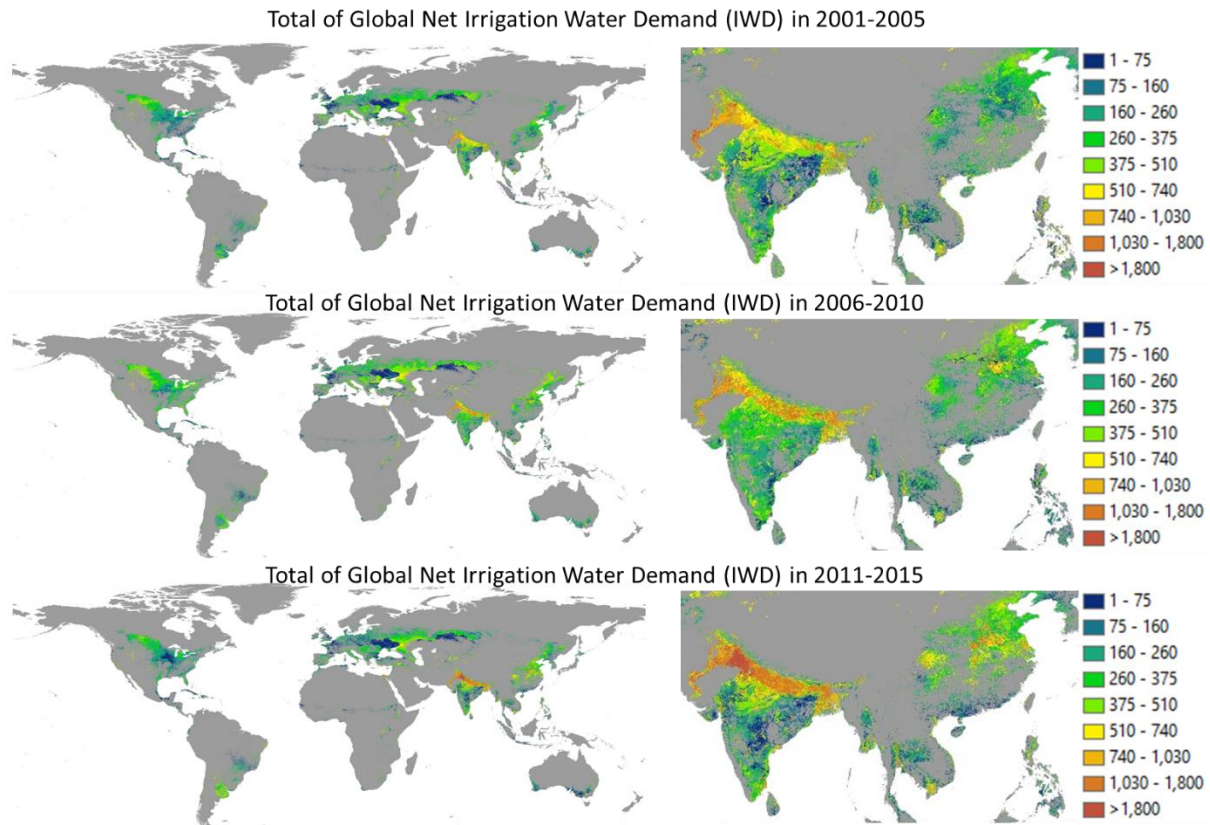 Total of Global Net Irrigation Water Demand (IWD) in 2001-2005
1 - 75
75 - 160
160 - 260
260 - 375
375 - 510
510 - 740
740 - 1,030
1,030 - 1,800
>1,800
Total of Global Net Irrigation Water Demand (IWD) in 2006-2010
1 - 75
75 - 160
160 - 260
260 - 375
375 - 510
510 - 740
740 - 1,030
1,030 - 1,800
>1,800
Total of Global Net Irrigation Water Demand (IWD) in 2011-2015
1 - 75
75 - 160
160 - 260
260 - 375
375 - 510
510 - 740
740 - 1,030
1,030 - 1,800
>1,800